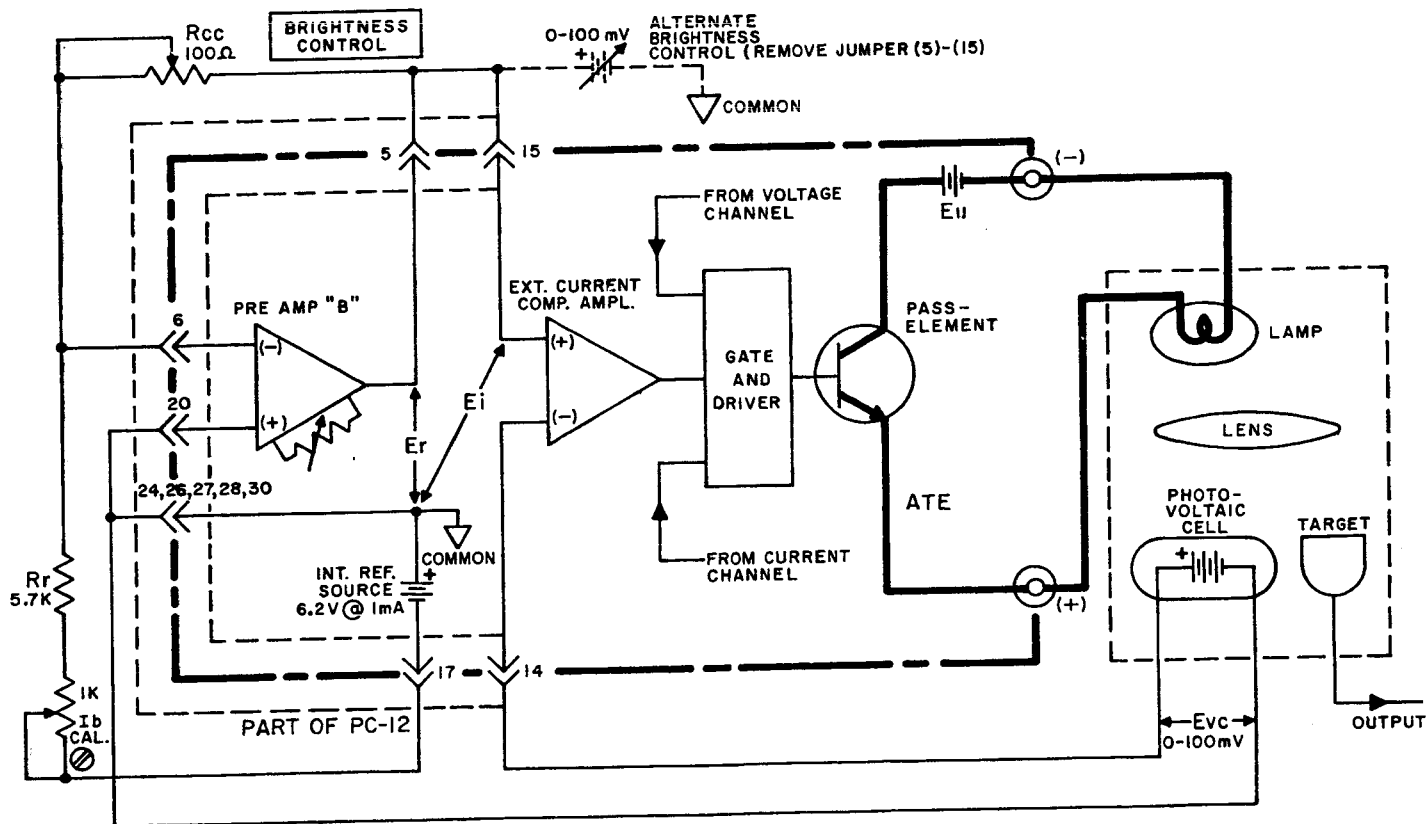 Rcc
100Ω
BRIGHTNESS
CONTROL
0-100 mV
+
ALTERNATE
BRIGHTNESS
CONTROL (REMOVE JUMPER (5)-(15)
COMMON
5
15
(-)
FROM VOLTAGE
CHANNEL
Eu
PRE AMP "B"
EXT. CURRENT
COMP. AMPL.
PASS-
ELEMENT
LAMP
6
(-)
(+)
GATE
AND
DRIVER
20
(+)
Er
Ei
(-)
LENS
24,26,27,28,30
ATE
PHOTO-
VOLTAIC
CELL
TARGET
COMMON
FROM CURRENT
CHANNEL
+
Rr
5.7K
INT. REF.
SOURCE
6.2V@1mA
+
(+)
17
14
1K
Ib
CAL.
PART OF PC-12
Evc
0-100mV
OUTPUT